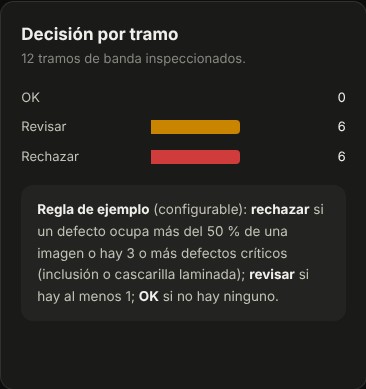 Decisión por tramo
12 tramos de banda inspeccionados.
OK 0
Revisar 6
Rechazar 6
Regla de ejemplo (configurable): rechazar si
un defecto ocupa más del 50 % de una
imagen o hay 3 o más defectos críticos
(inclusión o cascarilla laminada); revisar si
hay al menos 1; OK si no hay ninguno.